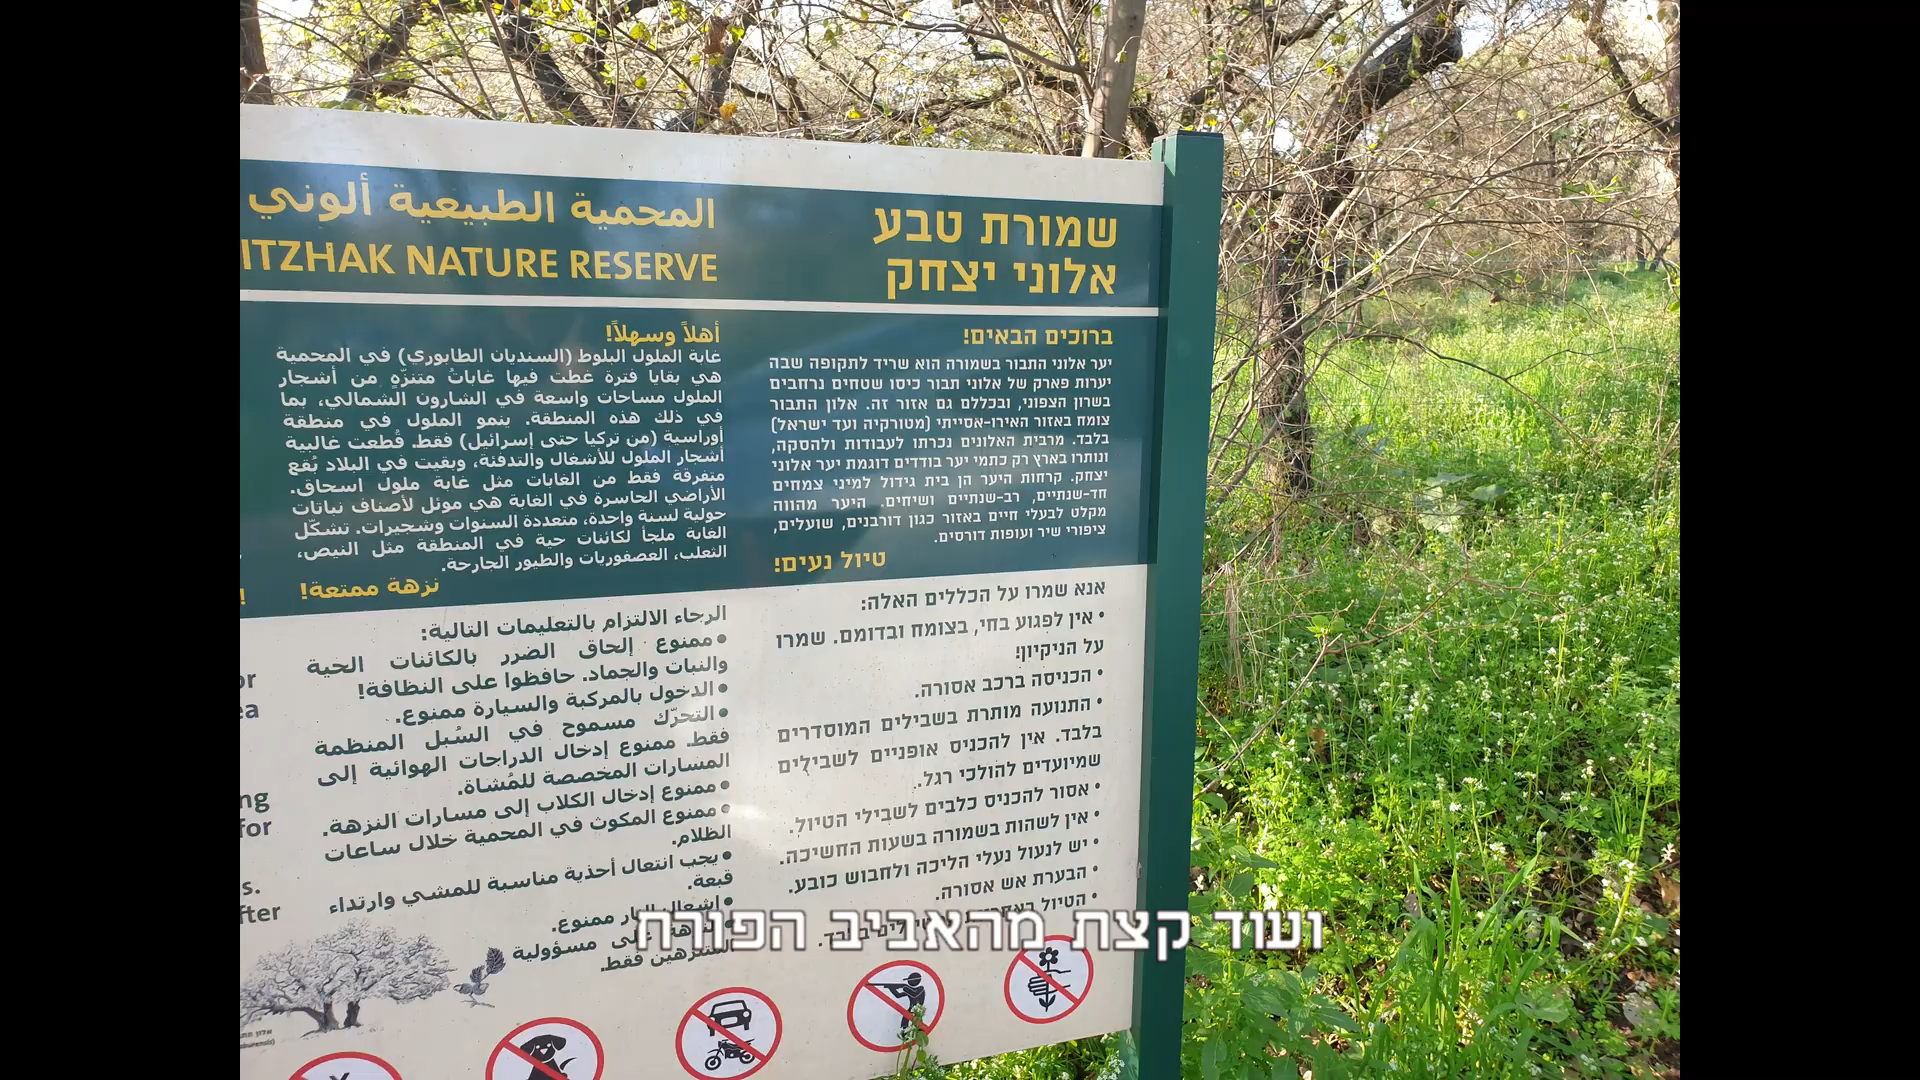 שמורת טבע
אלוני יצחק
ברוכים הבאים!
יער אלוני התבור בשמורה הוא שריד לתקופה שבה
יערות פארק של אלוני תבור כיסו שטחים נרחבים
בשרון הצפוני, ובכללם גם אזור זה. אלון התבור
צומח באזור האירו-אסייתי (מטורקיה ועד ישראל)
בלבד. מרבית האלונים נכרתו לעבודות ולהסקה,
ונותרו בארץ רק כתמי יער בודדים דוגמת יער אלוני
יצחק. קרחות היער הן בית גידול למיני צמחים
חד-שנתיים, רב-שנתיים ושיחים. היער מהווה
מקלט לבעלי חיים באזור כגון דורבנים, שועלים,
ציפורי שיר ועופות דורסים.
טיול נעים!
אנא שמרו על הכללים האלה:
• אין לפגוע בחי, בצומח ובדומם. שמרו
על הניקיון!
• הכניסה ברכב אסורה.
• התנועה מותרת בשבילים המוסדרים
בלבד. אין להכניס אופניים לשבילים
שמיועדים להולכי רגל.
• אסור להכניס כלבים לשבילי הטיול.
• אין לשהות בשמורה בשעות החשיכה.
• יש לנעול נעלי הליכה ולחבוש כובע.
• הבערת אש אסורה.
• הטיול
המحمية الطبيعية ألوني
ITZHAK NATURE RESERVE
أهلاً وسهلاً!
غابة الملول البلوط (السنديان الطابوري) في المحمية
هي بقايا فترة غطت فيها غاباتُ متنزّهٍ من أشجار
الملول مساحات واسعة في الشارون الشمالي، بما
في ذلك هذه المنطقة. ينمو الملول في منطقة
أوراسية (من تركيا حتى إسرائيل) فقط. قُطعت غالبية
أشجار الملول للأشغال والتدفئة، وبقيت في البلاد بُقع
متفرقة فقط من الغابات مثل غابة ملول اسحاق.
الأراضي الحاسرة في الغابة هي موئل لأصناف نباتات
حولية لسنة واحدة، متعددة السنوات وشجيرات. تشكّل
الغابة ملجأ لكائنات حية في المنطقة مثل النيص،
الثعلب، العصفوريات والطيور الجارحة.
نزهة ممتعة!
الرجاء الالتزام بالتعليمات التالية:
• ممنوع إلحاق الضرر بالكائنات الحية
والنبات والجماد. حافظوا على النظافة!
• الدخول بالمركبة والسيارة ممنوع.
• التحرّك مسموح في السُبل المنظمة
فقط. ممنوع إدخال الدراجات الهوائية إلى
المسارات المخصصة للمُشاة.
• ممنوع إدخال الكلاب إلى مسارات النزهة.
• ممنوع المكوث في المحمية خلال ساعات
الظلام.
• يجب انتعال أحذية مناسبة للمشي وارتداء
قبعة.
• إشعال النار ممنوع.
على مسؤولية
المتنزهين فقط.
ng
for
s.
fter
ועוד קצת מהאביב הפורח